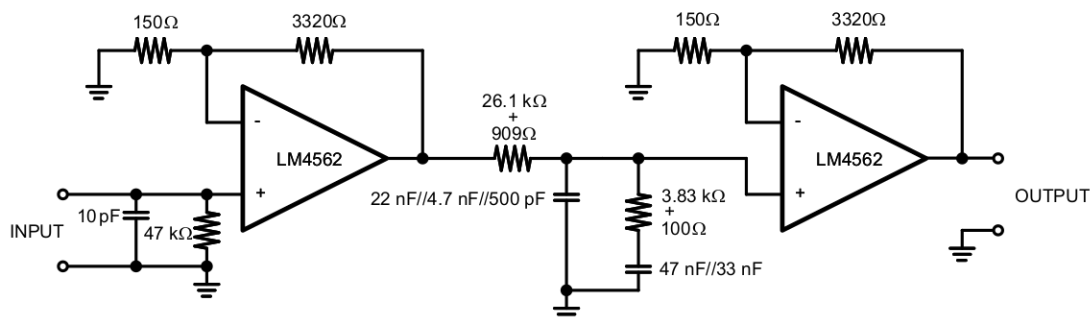 150Ω
3320Ω
150Ω
3320Ω
26.1 kΩ
+
909Ω
-
LM4562
+
-
LM4562
+
22 nF//4.7 nF//500 pF
3.83 kΩ
+
100Ω
47 nF//33 nF
10 pF
47 kΩ
INPUT
OUTPUT